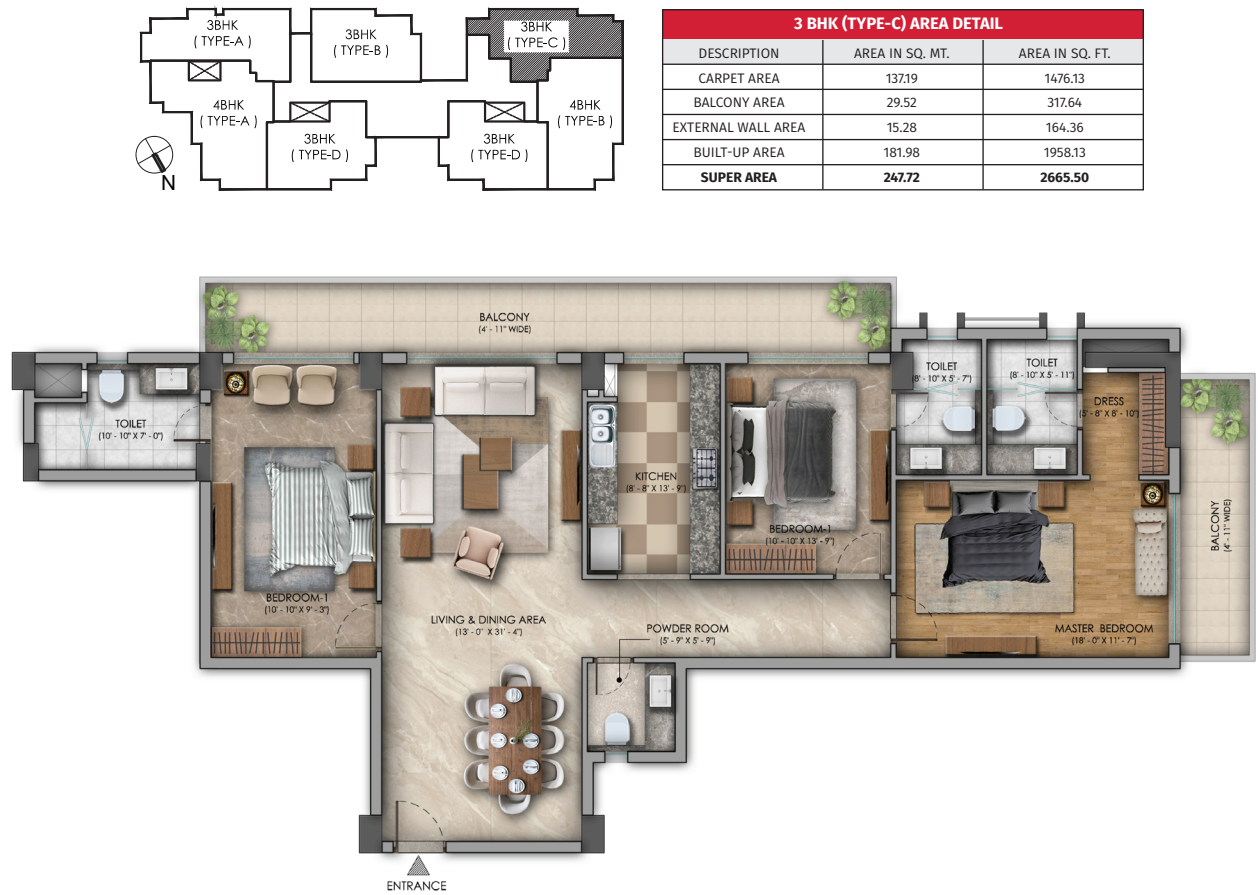 3BHK
( TYPE-A )
3BHK
( TYPE-B )
3BHK
( TYPE-C )
4BHK
( TYPE-A )
3BHK
( TYPE-D )
3BHK
( TYPE-D )
4BHK
( TYPE-B )
N
3 BHK (TYPE-C) AREA DETAIL
DESCRIPTION AREA IN SQ. MT. AREA IN SQ. FT.
CARPET AREA 137.19 1476.13
BALCONY AREA 29.52 317.64
EXTERNAL WALL AREA 15.28 164.36
BUILT-UP AREA 181.98 1958.13
SUPER AREA 247.72 2665.50
BALCONY
(4' - 11" WIDE)
TOILET
(10' - 10" X 7' - 0")
TOILET
(8' - 10" X 5' - 7")
TOILET
(8' - 10" X 5' - 11")
DRESS
(5' - 8" X 8' - 10")
KITCHEN
(8' - 8" X 13' - 9")
BEDROOM-1
(10' - 10" X 13' - 9")
BALCONY
(4' - 11" WIDE)
BEDROOM-1
(10' - 10" X 9' - 3")
LIVING & DINING AREA
(13' - 0" X 31' - 4")
POWDER ROOM
(5' - 9" X 5' - 9")
MASTER BEDROOM
(18' - 0" X 11' - 7")
ENTRANCE